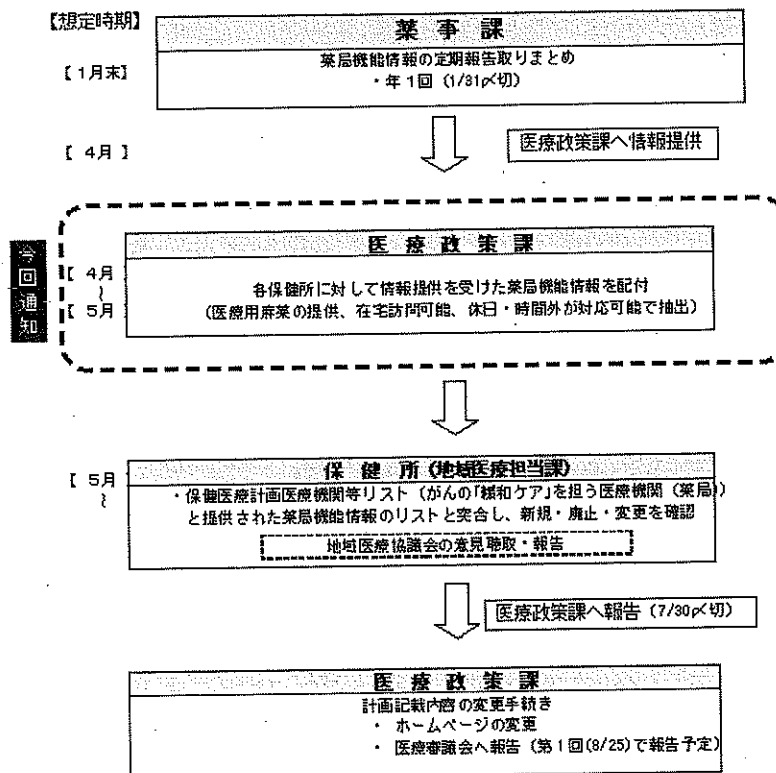 【想定時期】
薬事課
【1月末】
薬局機能情報の定期報告取りまとめ
・年1回(1/31〆切)
【 4月 】
医療政策課へ情報提供
今回通知
医療政策課
【 4月
~
【 5月
各保健所に対して情報提供を受けた薬局機能情報を配付
(医療用麻薬の提供、在宅訪問可能、休日・時間外が対応可能で抽出)
【 5月
~
保健所(地域医療担当課)
・保健医療計画医療機関等リスト(がんの「緩和ケア」を担う医療機関(薬局))
と提供された薬局機能情報のリストと突合し、新規・廃止・変更を確認
地域医療協議会の意見聴取・報告
医療政策課へ報告(7/30〆切)
医療政策課
計画記載内容の変更手続き
・ ホームページの変更
・ 医療審議会へ報告(第1回(8/25)で報告予定)